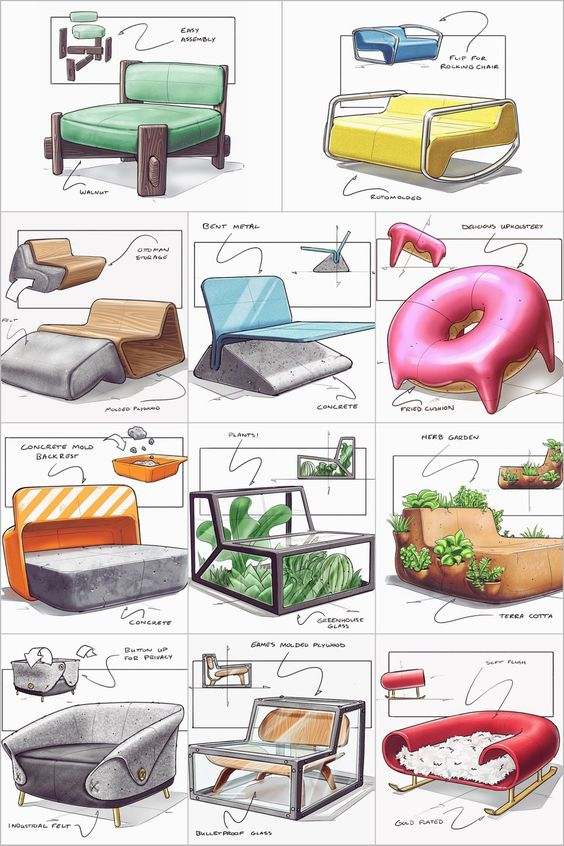 EASY
ASSEMBLY
WALNUT
FLIP FOR
ROCKING CHAIR
ROTOMOLDED
OTOMAN
STORAGE
FELT
MOLDED PLYWOOD
BENT METAL
CONCRETE
DELICIOUS UPHOLSTERY
FRIED CUSHION
CONCRETE MOLD
BACKREST
CONCRETE
PLANTS!
GREENHOUSE
GLASS
HERB GARDEN
TERRA COTTA
BUTTON UP
FOR PRIVACY
INDUSTRIAL FELT
EAMES MOLDED PLYWOOD
BULLETPROOF GLASS
SOFT PLUSH
GOLD PLATED